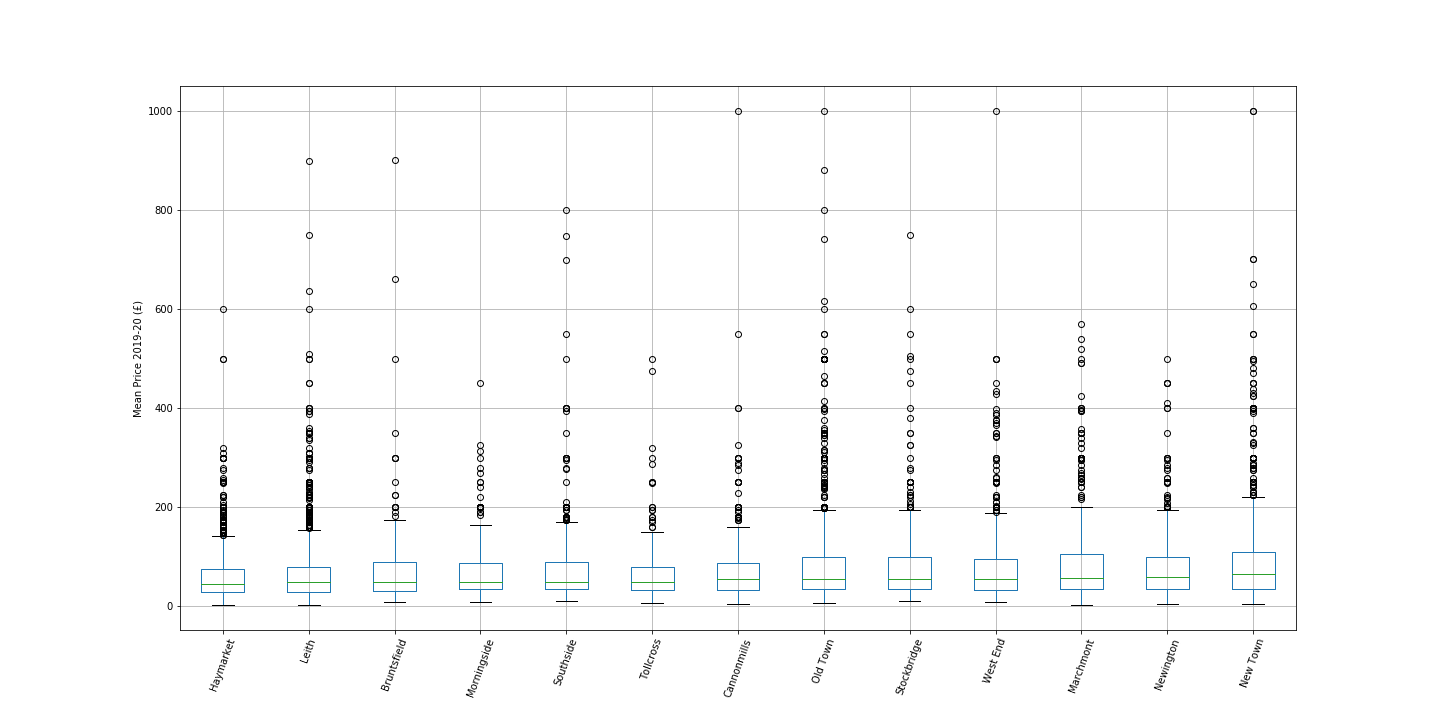 1000
800
600
400
200
0
Mean Price 2019-20 (£)
Haymarket
Leith
Bruntsfield
Morningside
Southside
Tollcross
Cannonmills
Old Town
Stockbridge
West End
Marchmont
Newington
New Town